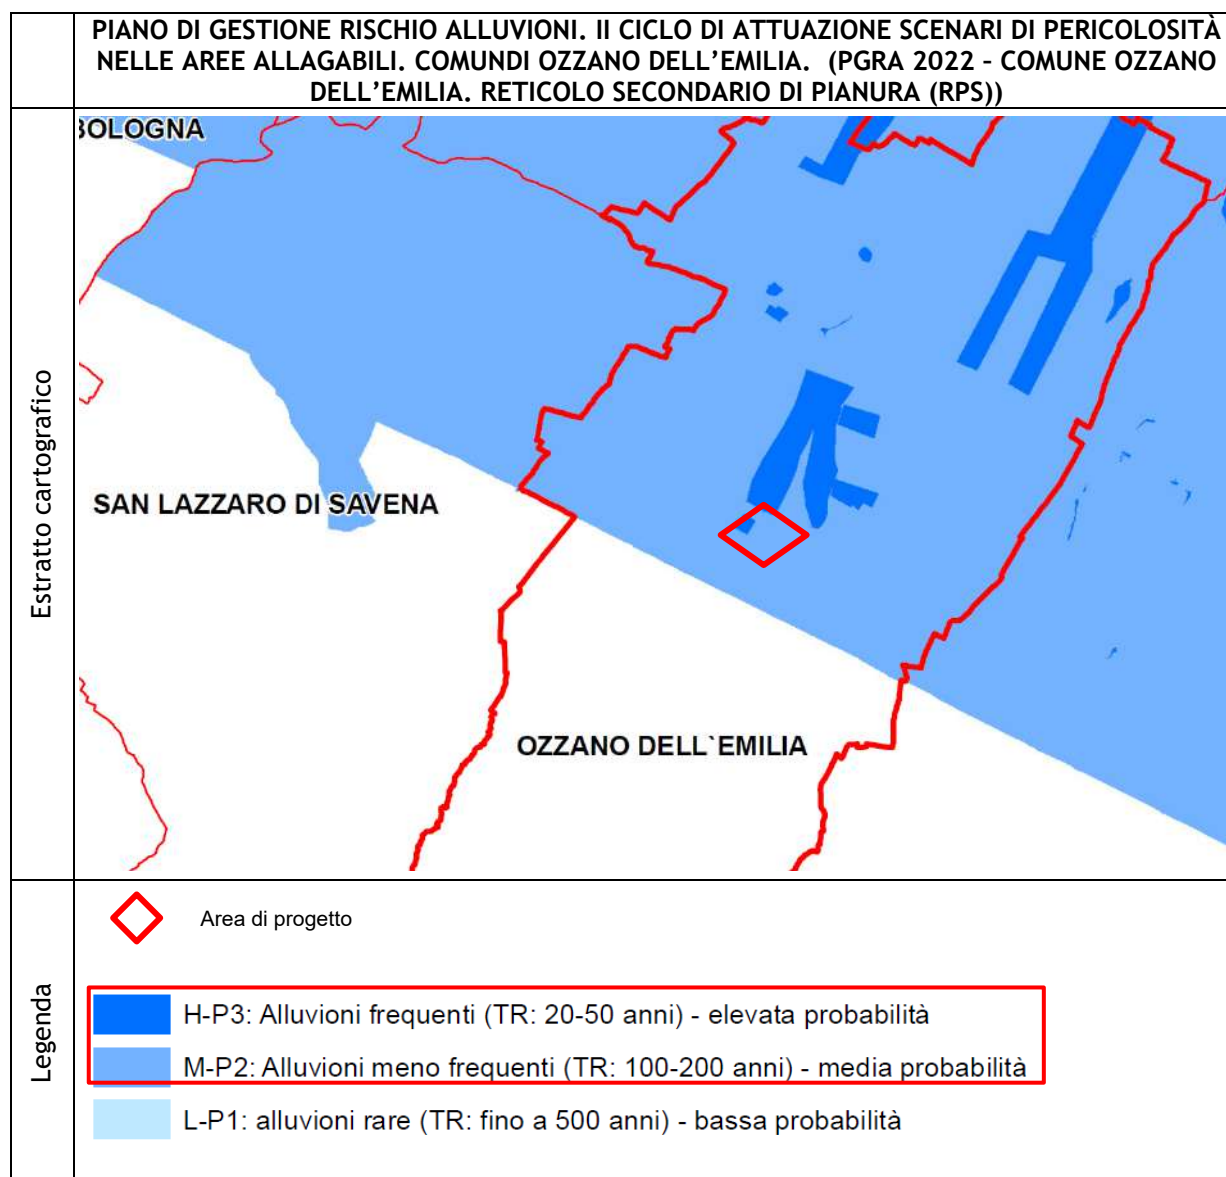 PIANO DI GESTIONE RISCHIO ALLUVIONI. II CICLO DI ATTUAZIONE SCENARI DI PERICOLOSITÀ
NELLE AREE ALLAGABILI. COMUNDI OZZANO DELL'EMILIA. (PGRA 2022 - COMUNE OZZANO
DELL'EMILIA. RETICOLO SECONDARIO DI PIANURA (RPS))
Estratto cartografico
BOLOGNA
SAN LAZZARO DI SAVENA
OZZANO DELL`EMILIA
Legenda
Area di progetto
H-P3: Alluvioni frequenti (TR: 20-50 anni) - elevata probabilità
M-P2: Alluvioni meno frequenti (TR: 100-200 anni) - media probabilità
L-P1: alluvioni rare (TR: fino a 500 anni) - bassa probabilità